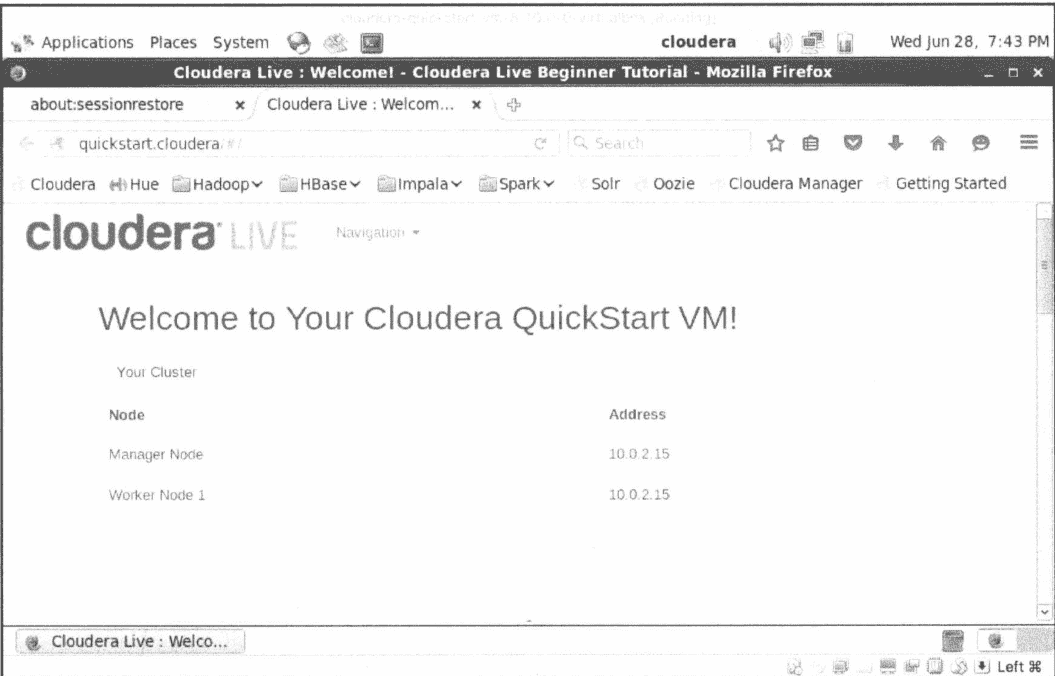 Applications Places System cloudera Wed Jun 28, 7:43 PM
Cloudera Live : Welcome! - Cloudera Live Beginner Tutorial - Mozilla Firefox
about:sessionrestore Cloudera Live : Welcom...
quickstart.cloudera/#/ Search
Cloudera Hue Hadoop HBase Impala Spark Solr Oozie Cloudera Manager Getting Started
cloudera LIVE Navigation
Welcome to Your Cloudera QuickStart VM!
Your Cluster
Node Address
Manager Node 10.0.2.15
Worker Node 1 10.0.2.15
Cloudera Live : Welco...
Left ⌘